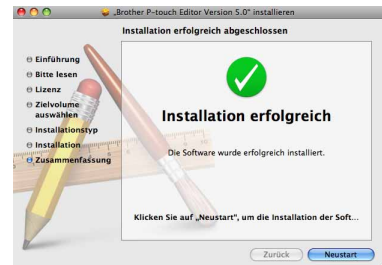 „Brother P-touch Editor Version 5.0“ installieren
Installation erfolgreich abgeschlossen
Einführung
Bitte lesen
Lizenz
Zielvolume
auswählen
Installationstyp
Installation
Zusammenfassung
Installation erfolgreich
Die Software wurde erfolgreich installiert.
Klicken Sie auf „Neustart“, um die Installation der Soft...
Zurück
Neustart